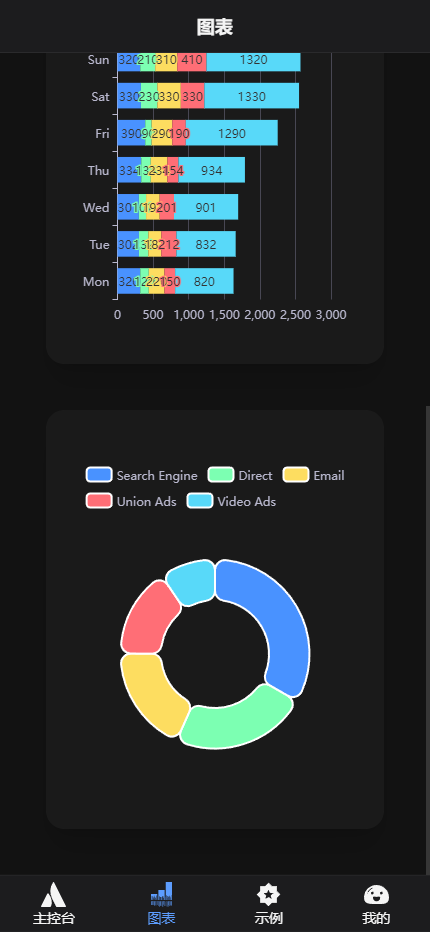 图表
Sun 320 210 310 410 1320
Sat 330 230 330 330 1330
Fri 390 90 290 190 1290
Thu 154 934
Wed 201 901
Tue 212 832
Mon 150 820
0 500 1,000 1,500 2,000 2,500 3,000
Search Engine Direct Email
Union Ads Video Ads
主控台 图表 示例 我的